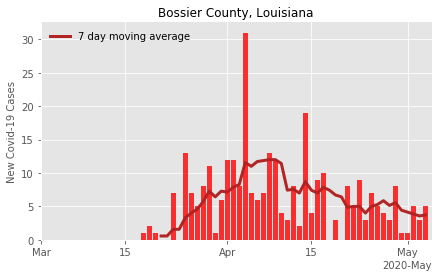 Bossier County, Louisiana
7 day moving average
New Covid-19 Cases
30
25
20
15
10
5
0
Mar
15
Apr
15
May
2020-May